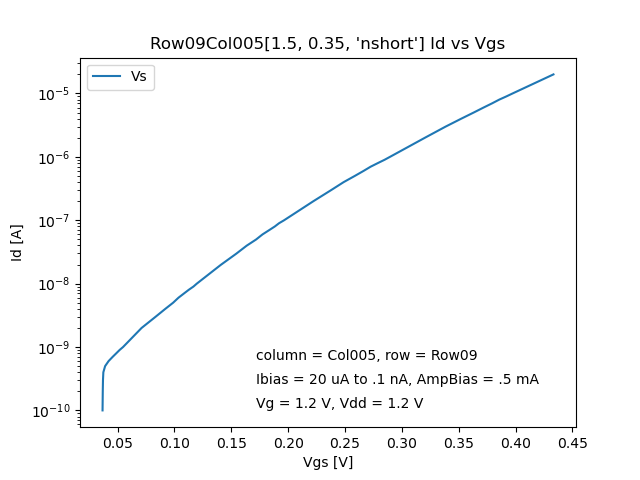 Row09Col005[1.5, 0.35, 'nshort'] Id vs Vgs
Vs
10⁻⁵
10⁻⁶
10⁻⁷
10⁻⁸
10⁻⁹
10⁻¹⁰
Id [A]
column = Col005, row = Row09
Ibias = 20 uA to .1 nA, AmpBias = .5 mA
Vg = 1.2 V, Vdd = 1.2 V
0.05 0.10 0.15 0.20 0.25 0.30 0.35 0.40 0.45
Vgs [V]